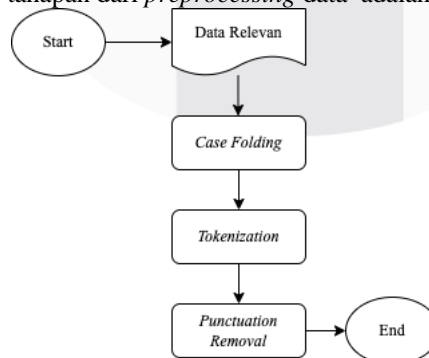 tahapan dari preprocessing data adalah
Start
Data Relevan
Case Folding
Tokenization
Punctuation
Removal
End